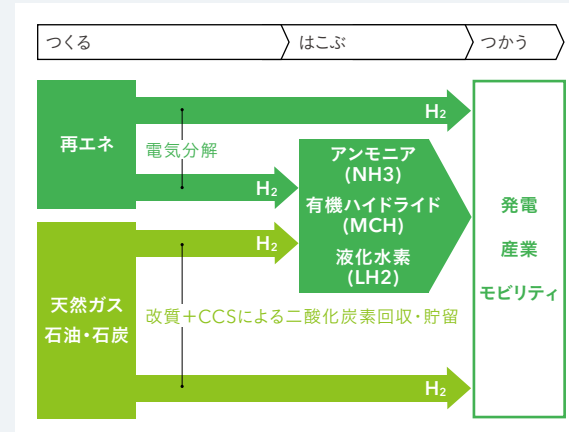 つくる
はこぶ
つかう
再エネ
電気分解
H₂
H₂
アンモニア
(NH3)
有機ハイドライド
(MCH)
液化水素
(LH2)
発電
産業
モビリティ
天然ガス
石油・石炭
H₂
改質+CCSによる二酸化炭素回収・貯留
H₂